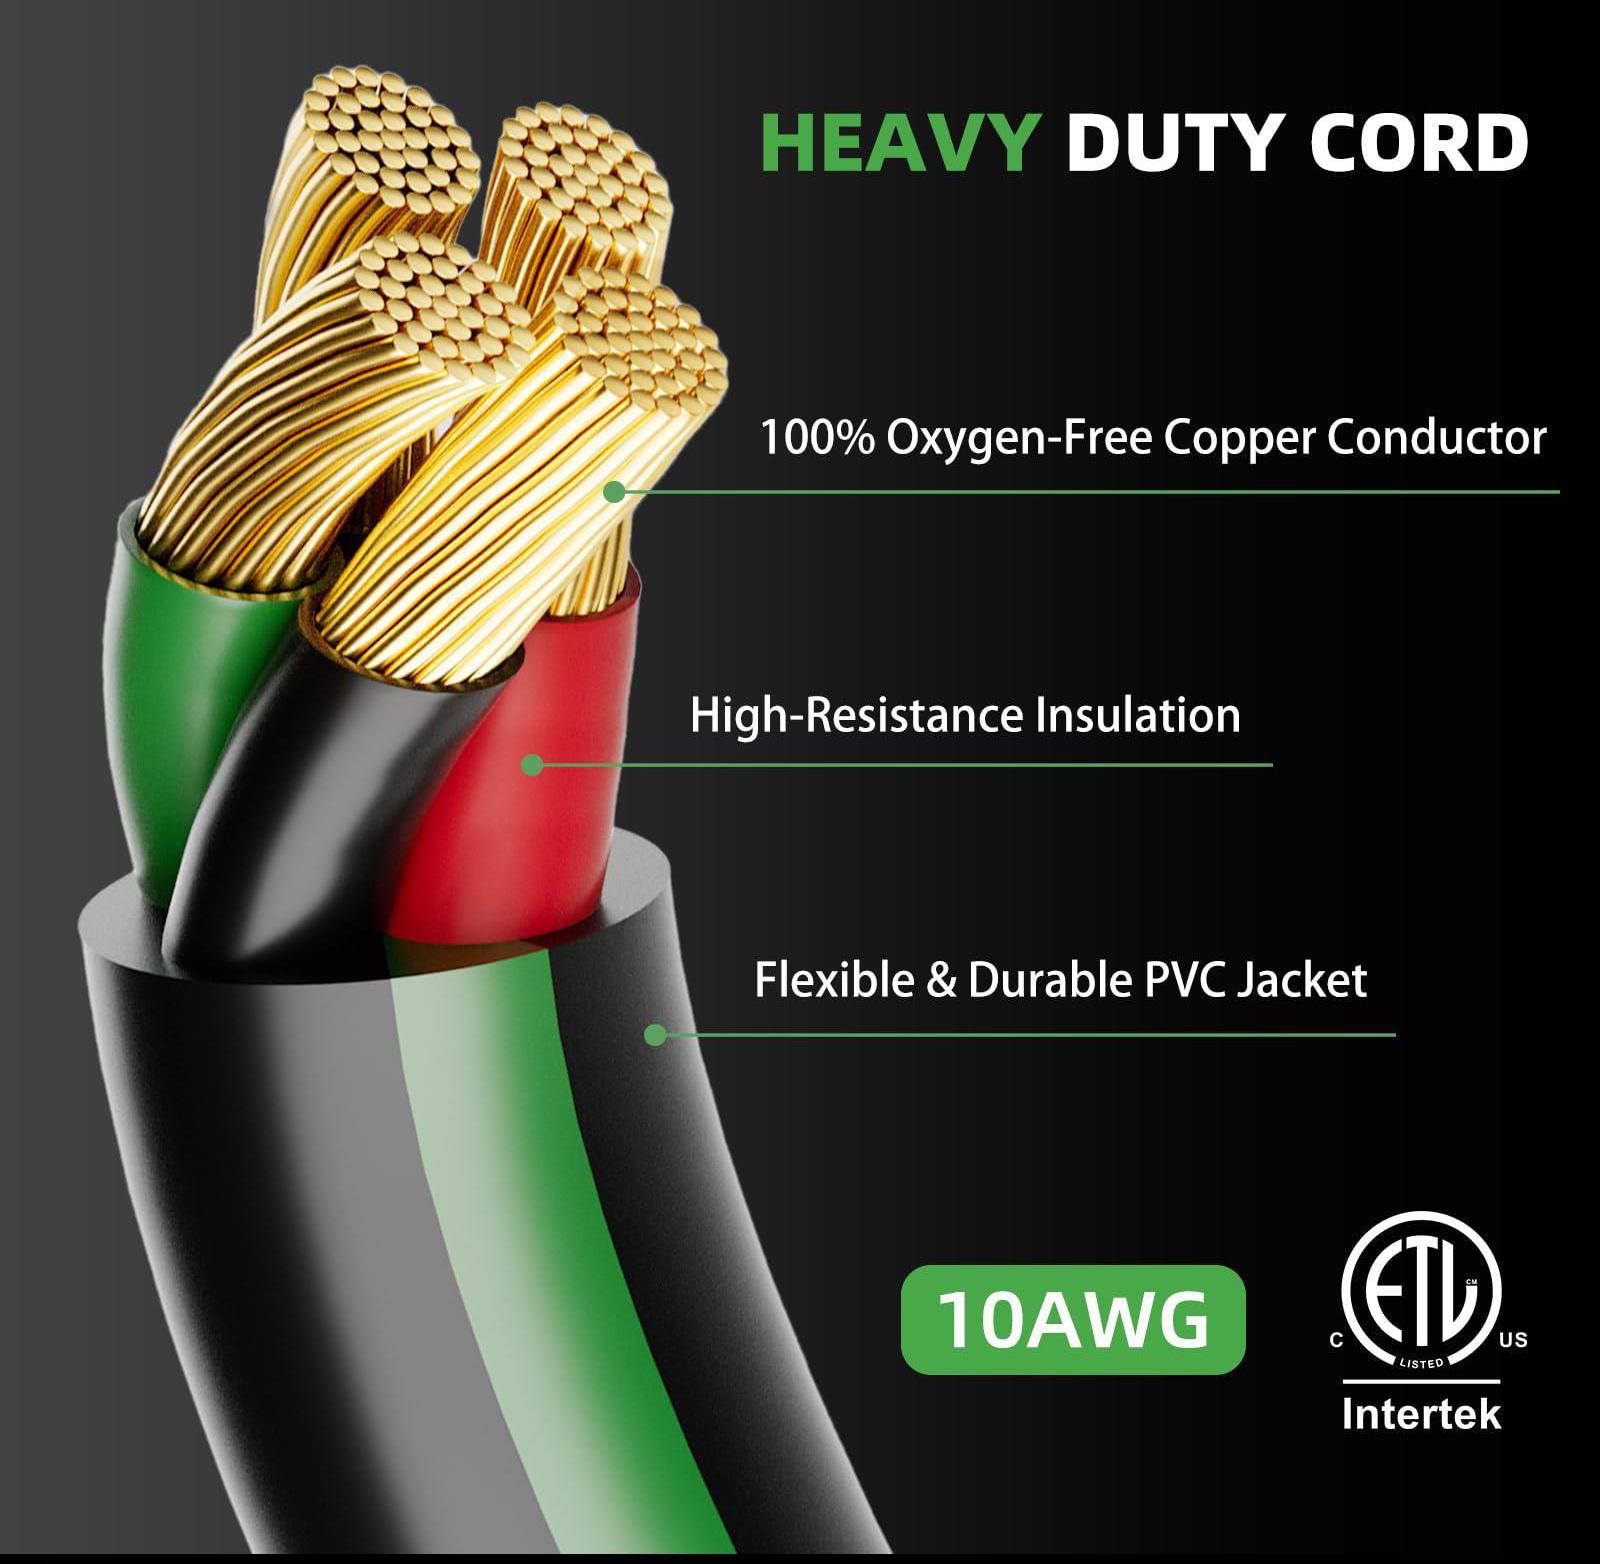 HEAVY DUTY CORD
100% Oxygen-Free Copper Conductor
High-Resistance Insulation
Flexible & Durable PVC Jacket
10AWG
ETL CM
C US
LISTED
Intertek